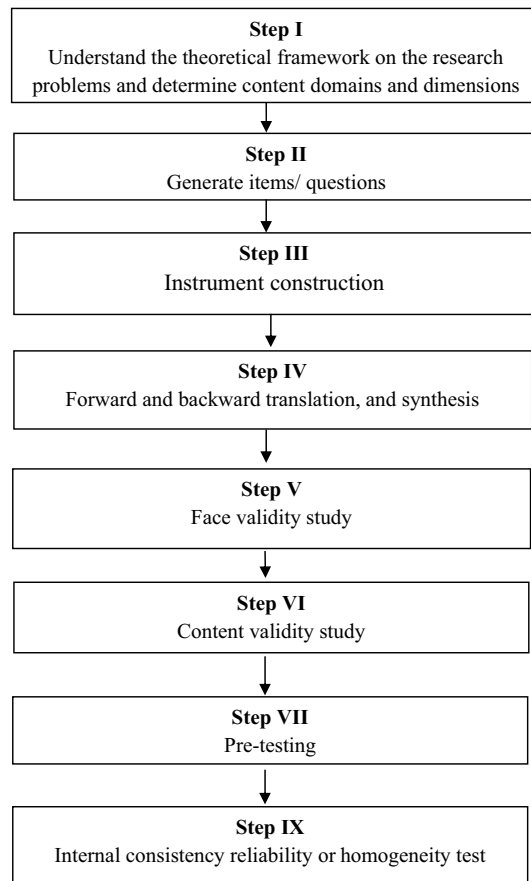 Step I
Understand the theoretical framework on the research
problems and determine content domains and dimensions
Step II
Generate items/ questions
Step III
Instrument construction
Step IV
Forward and backward translation, and synthesis
Step V
Face validity study
Step VI
Content validity study
Step VII
Pre-testing
Step IX
Internal consistency reliability or homogeneity test